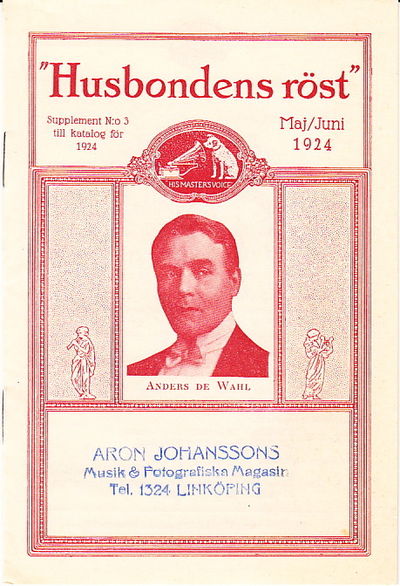 "Husbondens röst"
Supplement N:o 3
till katalog för
1924
Maj/Juni
1924
HIS MASTERS VOICE
ANDERS DE WAHL
ARON JOHANSSONS
Musik & Fotografiska Magasin
Tel. 1324 LINKÖPING